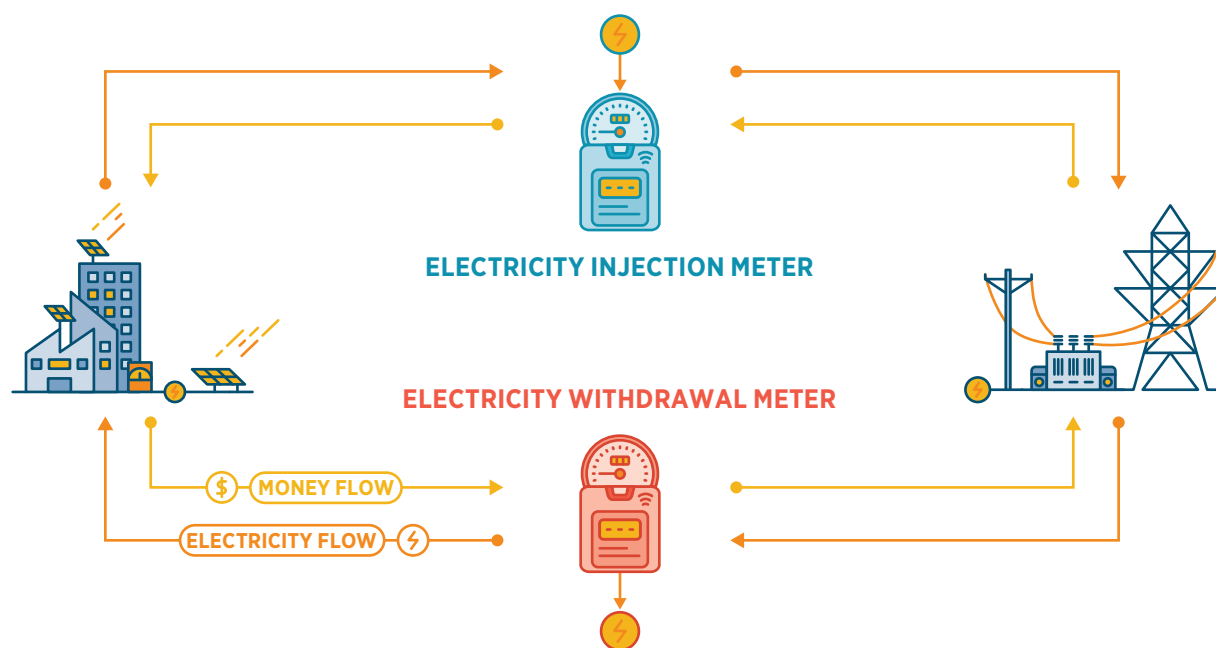 ELECTRICITY INJECTION METER
ELECTRICITY WITHDRAWAL METER
$ MONEY FLOW
ELECTRICITY FLOW